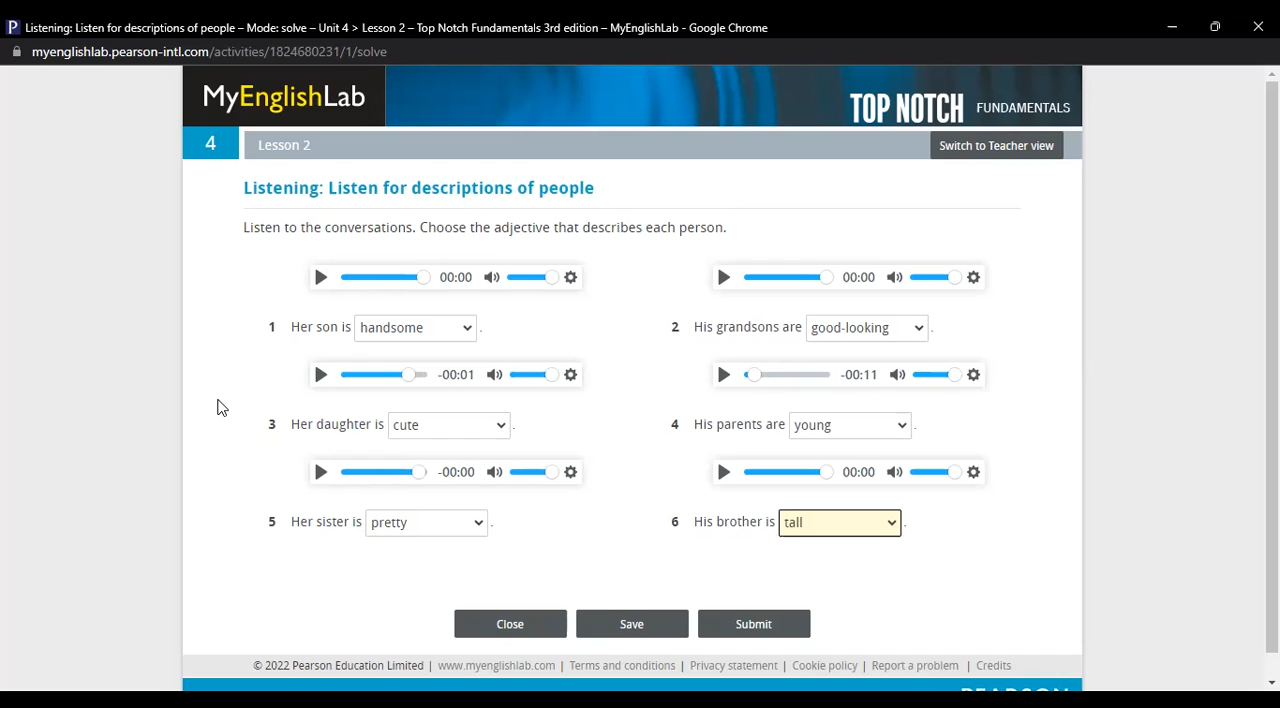 Listening: Listen for descriptions of people – Mode: solve – Unit 4 > Lesson 2 – Top Notch Fundamentals 3rd edition – MyEnglishLab - Google Chrome
myenglishlab.pearson-intl.com/activities/1824680231/1/solve
MyEnglishLab
TOP NOTCH FUNDAMENTALS
4 Lesson 2 Switch to Teacher view
Listening: Listen for descriptions of people
Listen to the conversations. Choose the adjective that describes each person.
00:00 00:00
1 Her son is handsome . 2 His grandsons are good-looking .
-00:01 -00:11
3 Her daughter is cute . 4 His parents are young .
-00:00 00:00
5 Her sister is pretty . 6 His brother is tall .
Close Save Submit
© 2022 Pearson Education Limited | www.myenglishlab.com | Terms and conditions | Privacy statement | Cookie policy | Report a problem | Credits
PEARSON